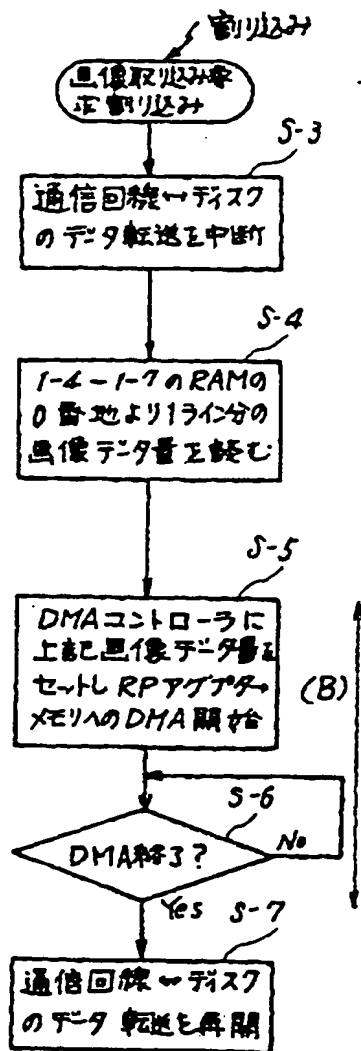 割り込み
画像取り込み要
求割り込み
S-3
通信回線↔ディスク
のデータ転送を中断
S-4
1-4-1-7のRAMの
0番地より1ライン分の
画像データ量を読む
S-5
DMAコントローラに
上記画像データ量を
セットしRPアダプタ→
メモリへのDMA開始
(B)
S-6
DMA終了?
No
Yes
S-7
通信回線↔ディスク
のデータ転送を再開